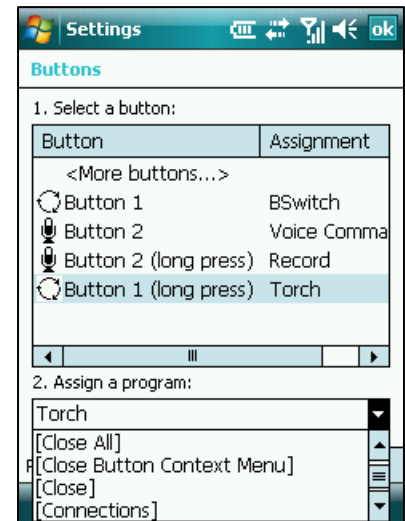 Settings ok
Buttons
1. Select a button:
Button Assignment
<More buttons...>
Button 1 BSwitch
Button 2 Voice Comma
Button 2 (long press) Record
Button 1 (long press) Torch
2. Assign a program:
Torch
[Close All]
[Close Button Context Menu]
[Close]
[Connections]